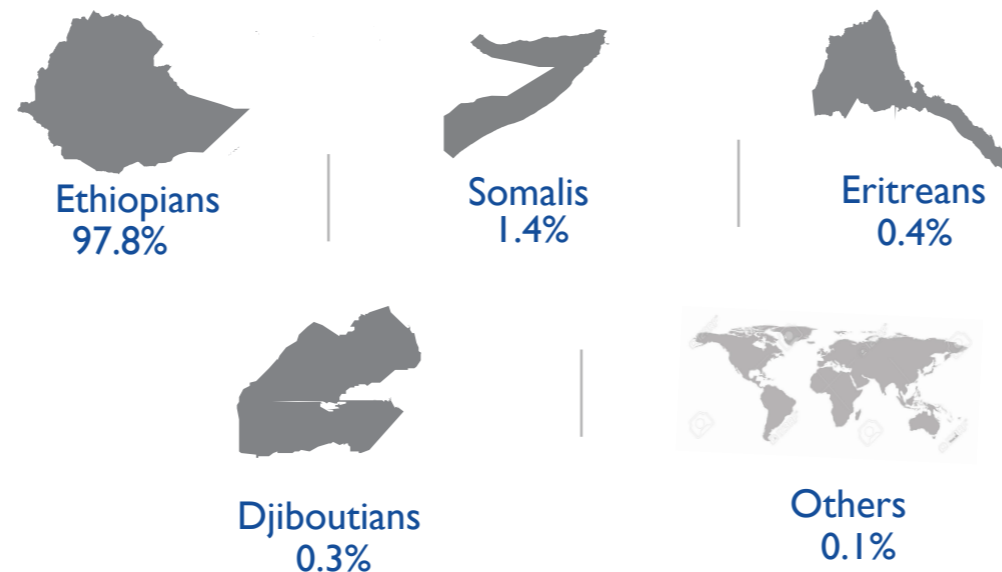 Ethiopians
97.8%
Somalis
1.4%
Eritreans
0.4%
Djiboutians
0.3%
Others
0.1%